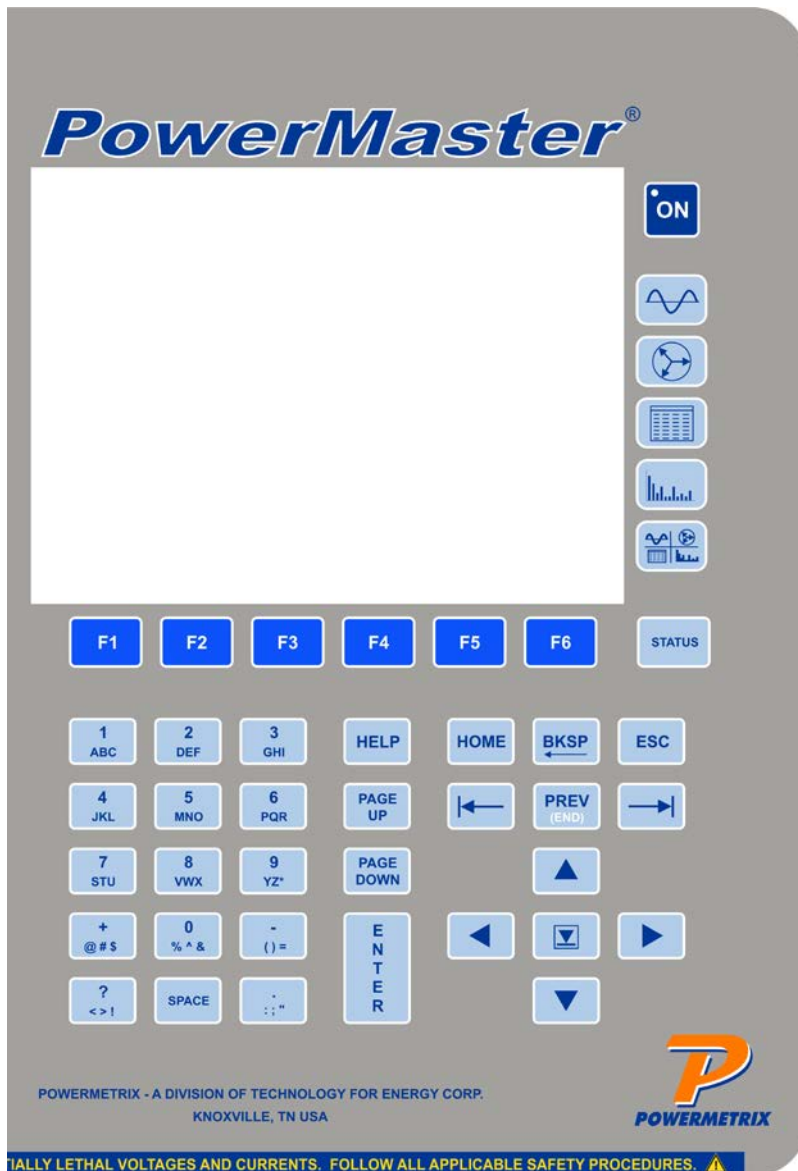 PowerMaster®
ON
F1 F2 F3 F4 F5 F6 STATUS
1 2 3
ABC DEF GHI
HELP HOME BKSP ESC
4 5 6
JKL MNO PQR
PAGE
UP
PREV
(END)
7 8 9
STU VWX YZ*
PAGE
DOWN
+ 0 -
@ # $ % ^ & ( ) =
ENTER
? SPACE .
< > ! : ; "
POWERMETRIX - A DIVISION OF TECHNOLOGY FOR ENERGY CORP.
KNOXVILLE, TN USA
P
POWERMETRIX
TIALLY LETHAL VOLTAGES AND CURRENTS. FOLLOW ALL APPLICABLE SAFETY PROCEDURES.